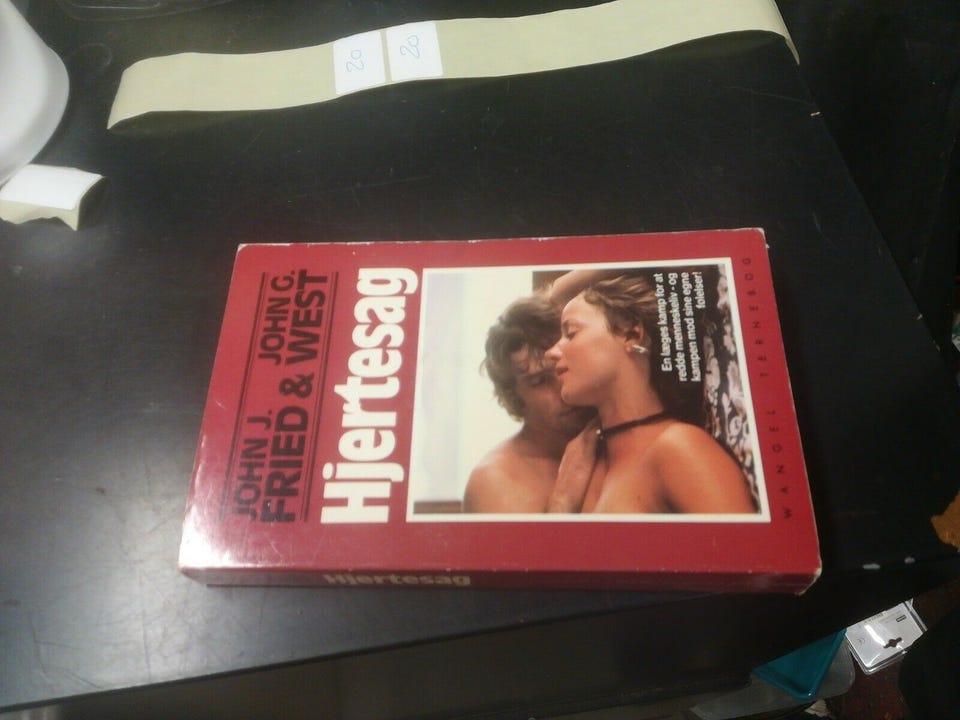 20
20
JOHN J. JOHN G.
FRIED & WEST
Hjertesag
En læges kamp for at
redde menneskeliv - og
kampen mod sine egne
følelser!
WANGEL TERNEBOG
Hjertesag